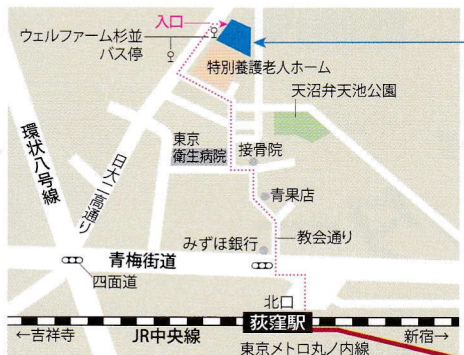 入口
ウェルファーム杉並
バス停
特別養護老人ホーム
天沼弁天池公園
環状八号線
日大二高通り
東京
衛生病院
接骨院
青果店
みずほ銀行
教会通り
青梅街道
四面道
北口
荻窪駅
←吉祥寺
JR中央線
新宿→
東京メトロ丸ノ内線